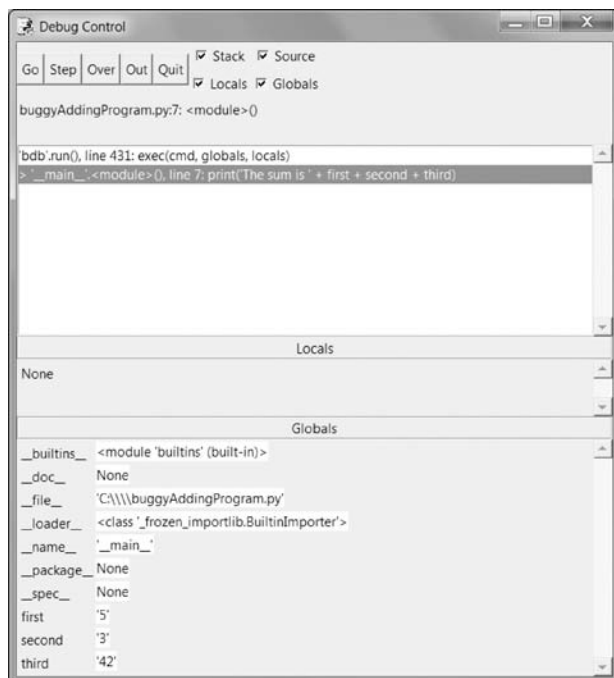 Debug Control
Go Step Over Out Quit
Stack Source
Locals Globals
buggyAddingProgram.py:7: <module>()
'bdb'.run(), line 431: exec(cmd, globals, locals)
> '__main__'.<module>(), line 7: print('The sum is ' + first + second + third)
Locals
None
Globals
__builtins__ <module 'builtins' (built-in)>
__doc__ None
__file__ 'C:\\\\buggyAddingProgram.py'
__loader__ <class '_frozen_importlib.BuiltinImporter'>
__name__ '__main__'
__package__ None
__spec__ None
first '5'
second '3'
third '42'